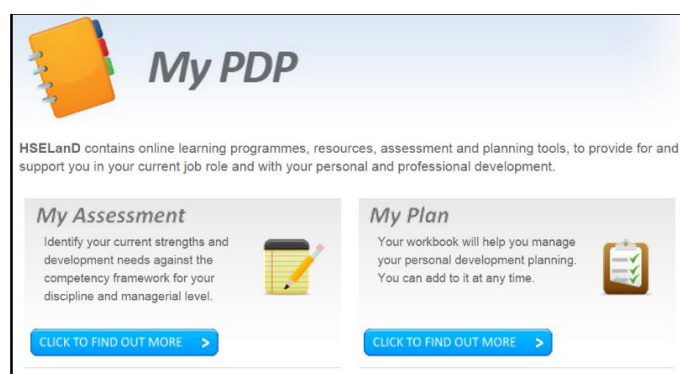 My PDP
HSELanD contains online learning programmes, resources, assessment and planning tools, to provide for and
support you in your current job role and with your personal and professional development.
My Assessment
Identify your current strengths and
development needs against the
competency framework for your
discipline and managerial level.
CLICK TO FIND OUT MORE >
My Plan
Your workbook will help you manage
your personal development planning.
You can add to it at any time.
CLICK TO FIND OUT MORE >